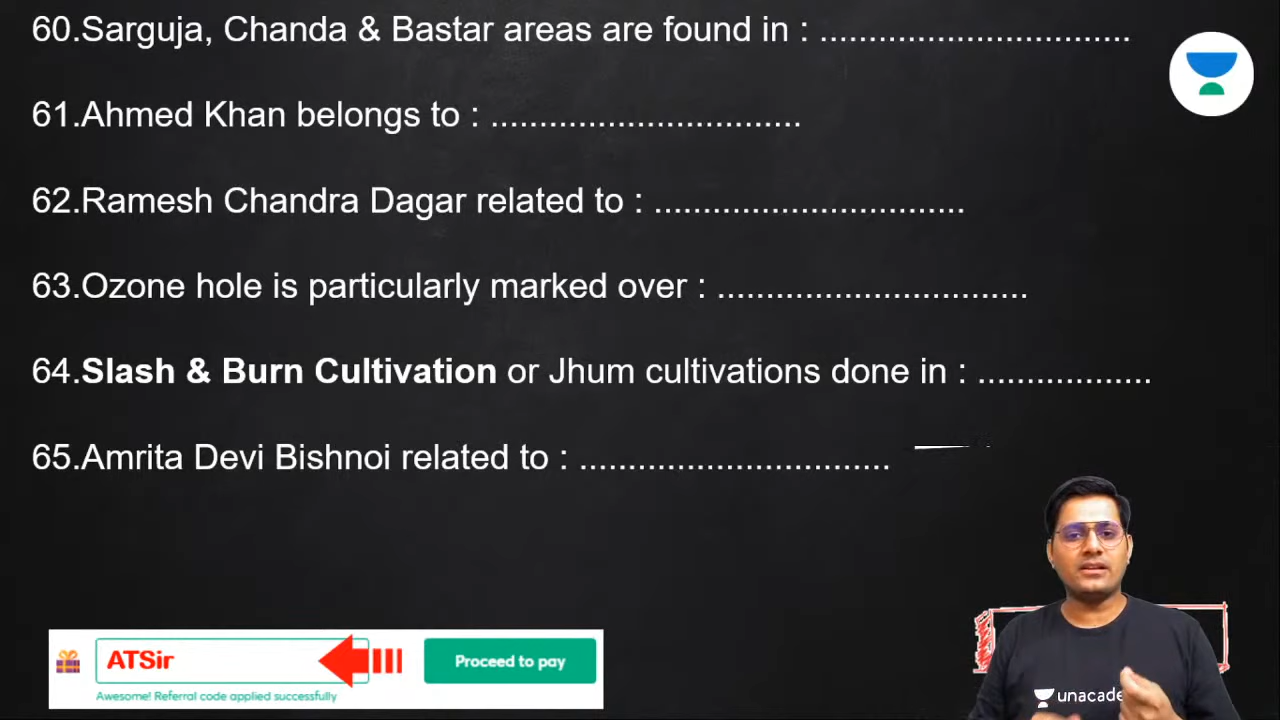 60.Sarguja, Chanda & Bastar areas are found in : ................................
61.Ahmed Khan belongs to : ................................
62.Ramesh Chandra Dagar related to : ................................
63.Ozone hole is particularly marked over : ................................
64.Slash & Burn Cultivation or Jhum cultivations done in : ..................
65.Amrita Devi Bishnoi related to : ................................
ATSir
Proceed to pay
Awesome! Referral code applied successfully
unacade